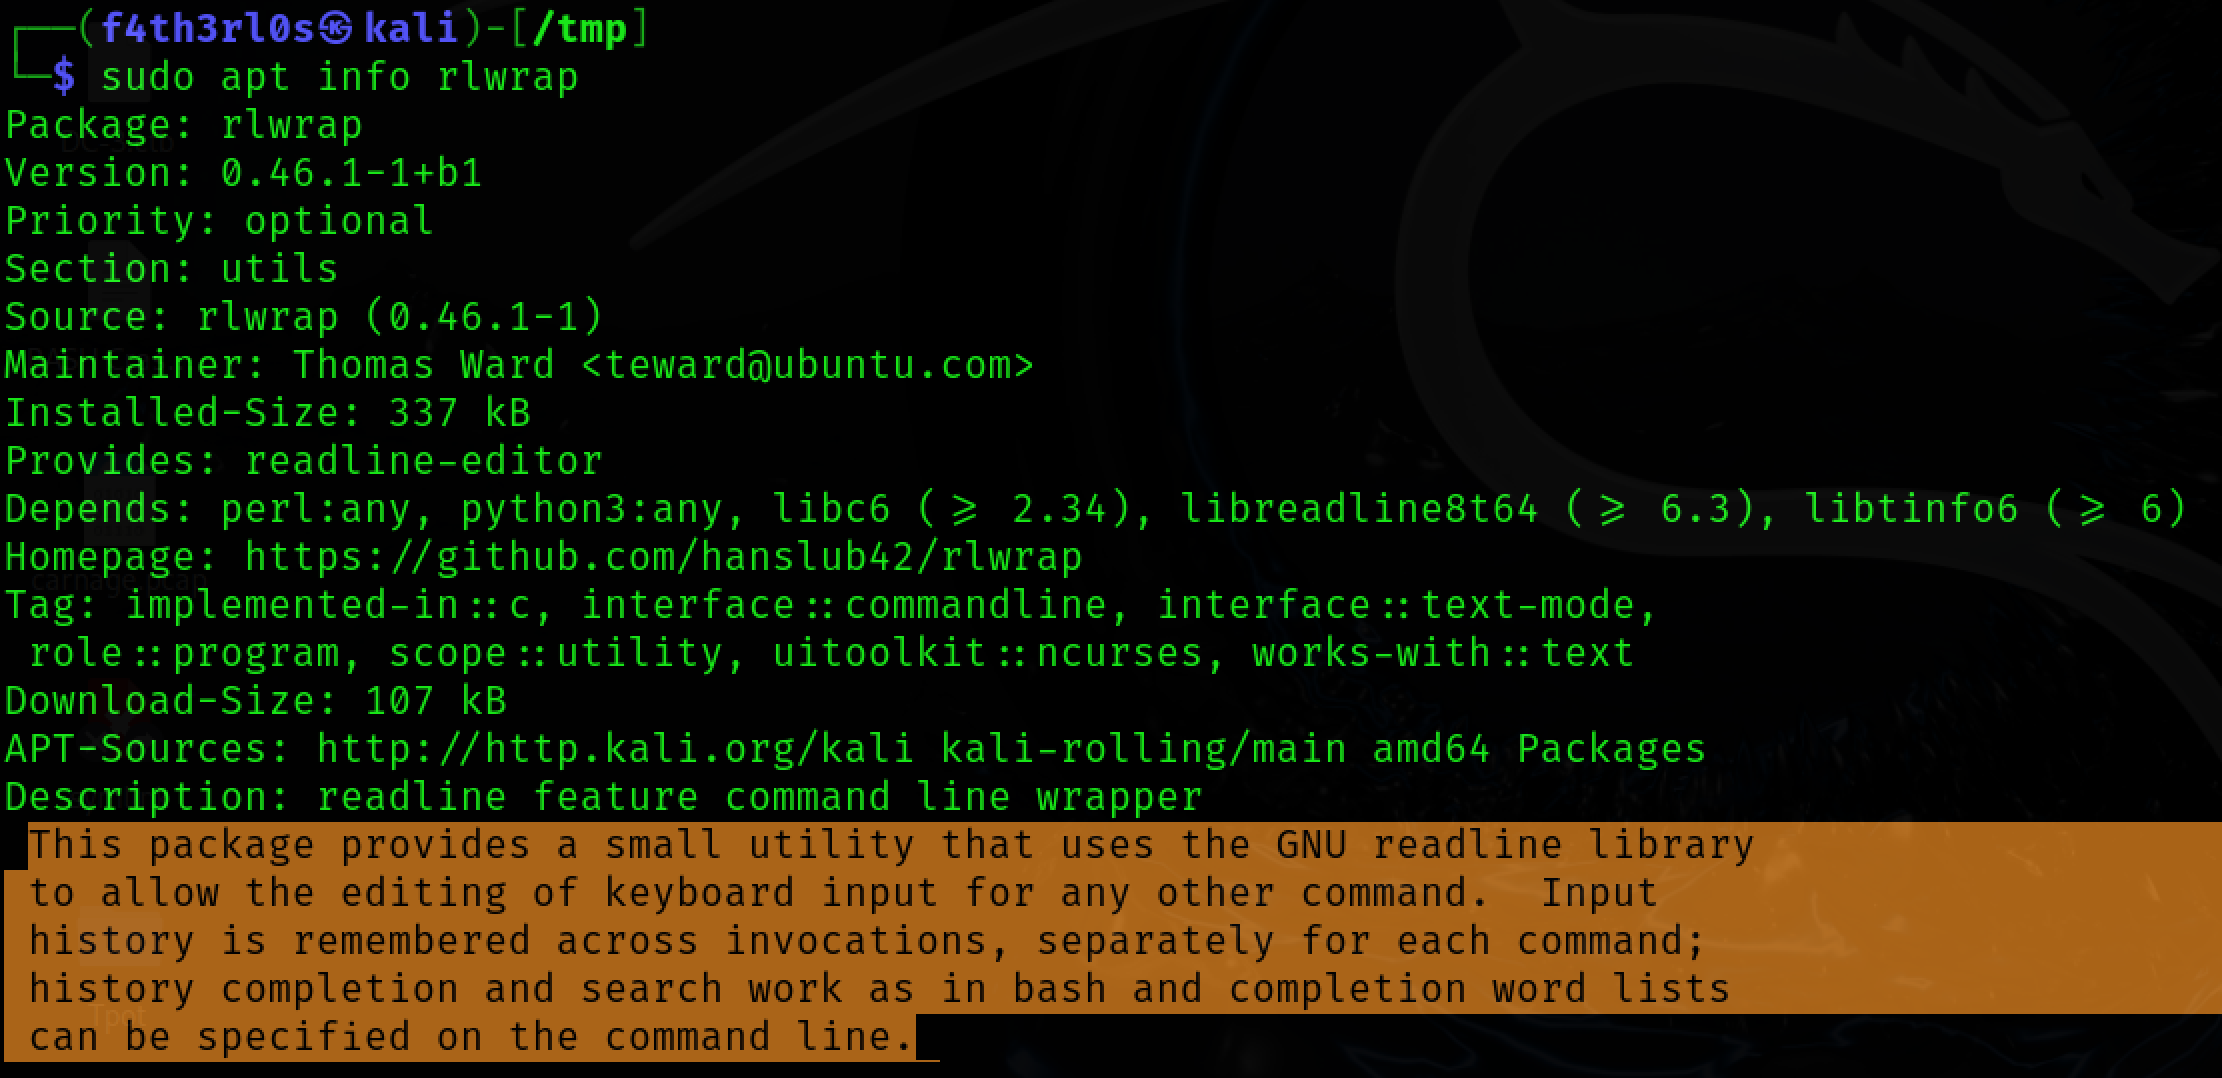 ┌──(f4th3rl0s㉿kali)-[/tmp]
└─$ sudo apt info rlwrap
Package: rlwrap
Version: 0.46.1-1+b1
Priority: optional
Section: utils
Source: rlwrap (0.46.1-1)
Maintainer: Thomas Ward <teward@ubuntu.com>
Installed-Size: 337 kB
Provides: readline-editor
Depends: perl:any, python3:any, libc6 (>= 2.34), libreadline8t64 (>= 6.3), libtinfo6 (>= 6)
Homepage: https://github.com/hanslub42/rlwrap
Tag: implemented-in::c, interface::commandline, interface::text-mode,
role::program, scope::utility, uitoolkit::ncurses, works-with::text
Download-Size: 107 kB
APT-Sources: http://http.kali.org/kali kali-rolling/main amd64 Packages
Description: readline feature command line wrapper
This package provides a small utility that uses the GNU readline library
to allow the editing of keyboard input for any other command.  Input
history is remembered across invocations, separately for each command;
history completion and search work as in bash and completion word lists
can be specified on the command line.
carnage.pcap
Tpot